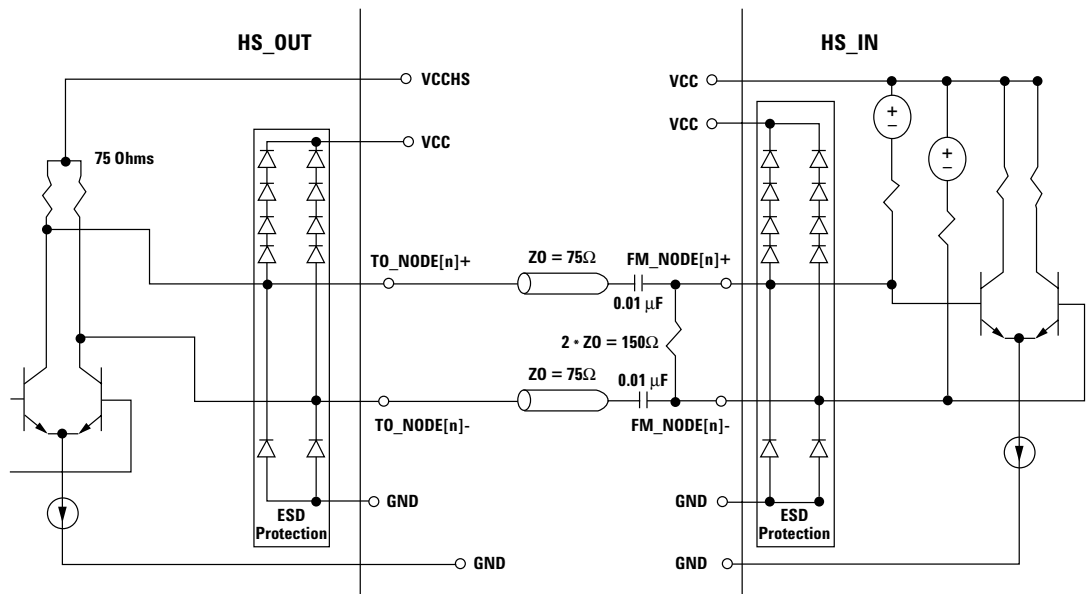 HS_OUT
HS_IN
VCCHS
VCC
VCC
VCC
75 Ohms
+
−
+
−
TO_NODE[n]+
ZO = 75Ω
FM_NODE[n]+
0.01 μF
2 * ZO = 150Ω
ZO = 75Ω
0.01 μF
TO_NODE[n]-
FM_NODE[n]-
GND
GND
ESD
Protection
ESD
Protection
GND
GND